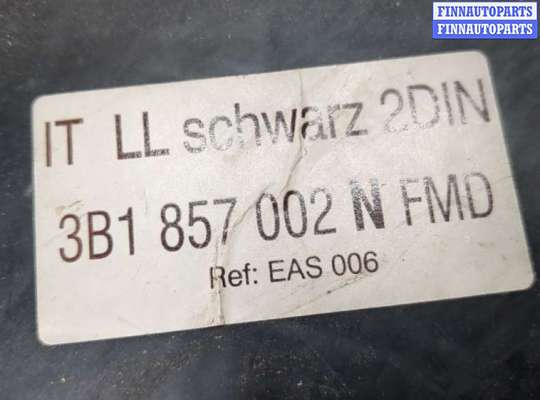 FINNAUTOPARTS
FINNAUTOPARTS
IT LL schwarz 2DIN
3B1 857 002 N FMD
Ref: EAS 006